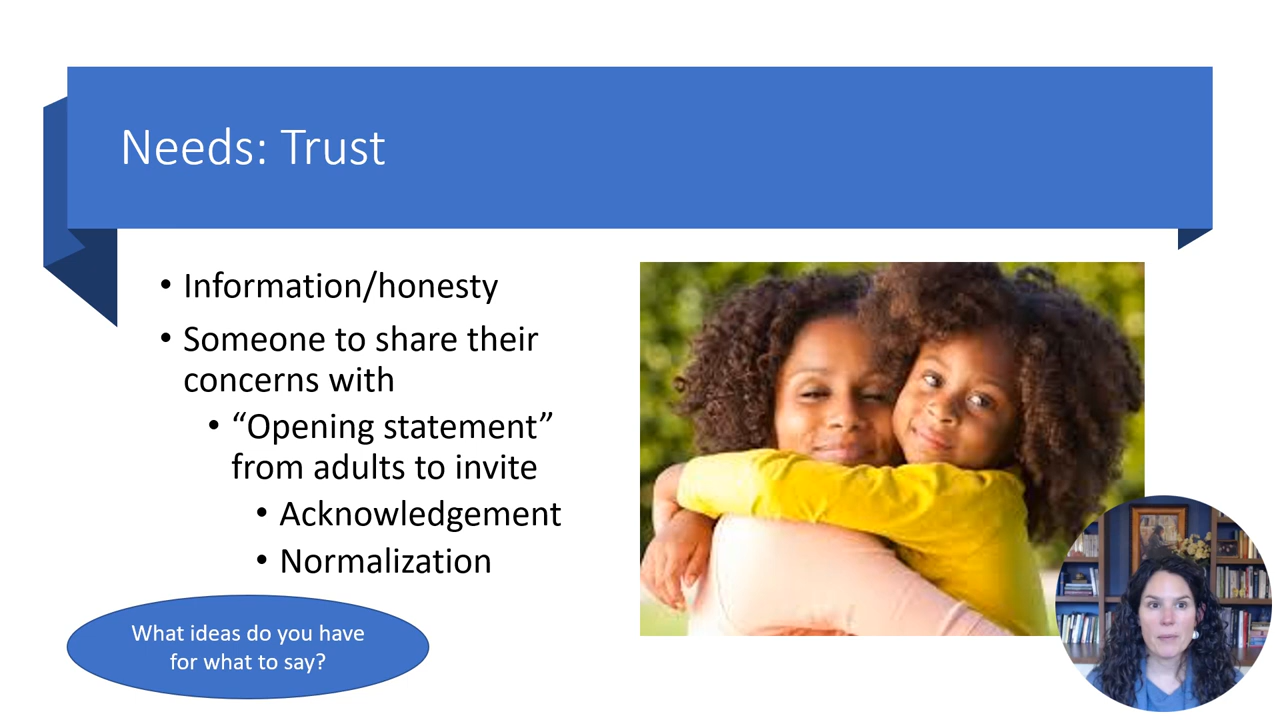 Needs: Trust
• Information/honesty
• Someone to share their
concerns with
• “Opening statement”
from adults to invite
• Acknowledgement
• Normalization
What ideas do you have
for what to say?